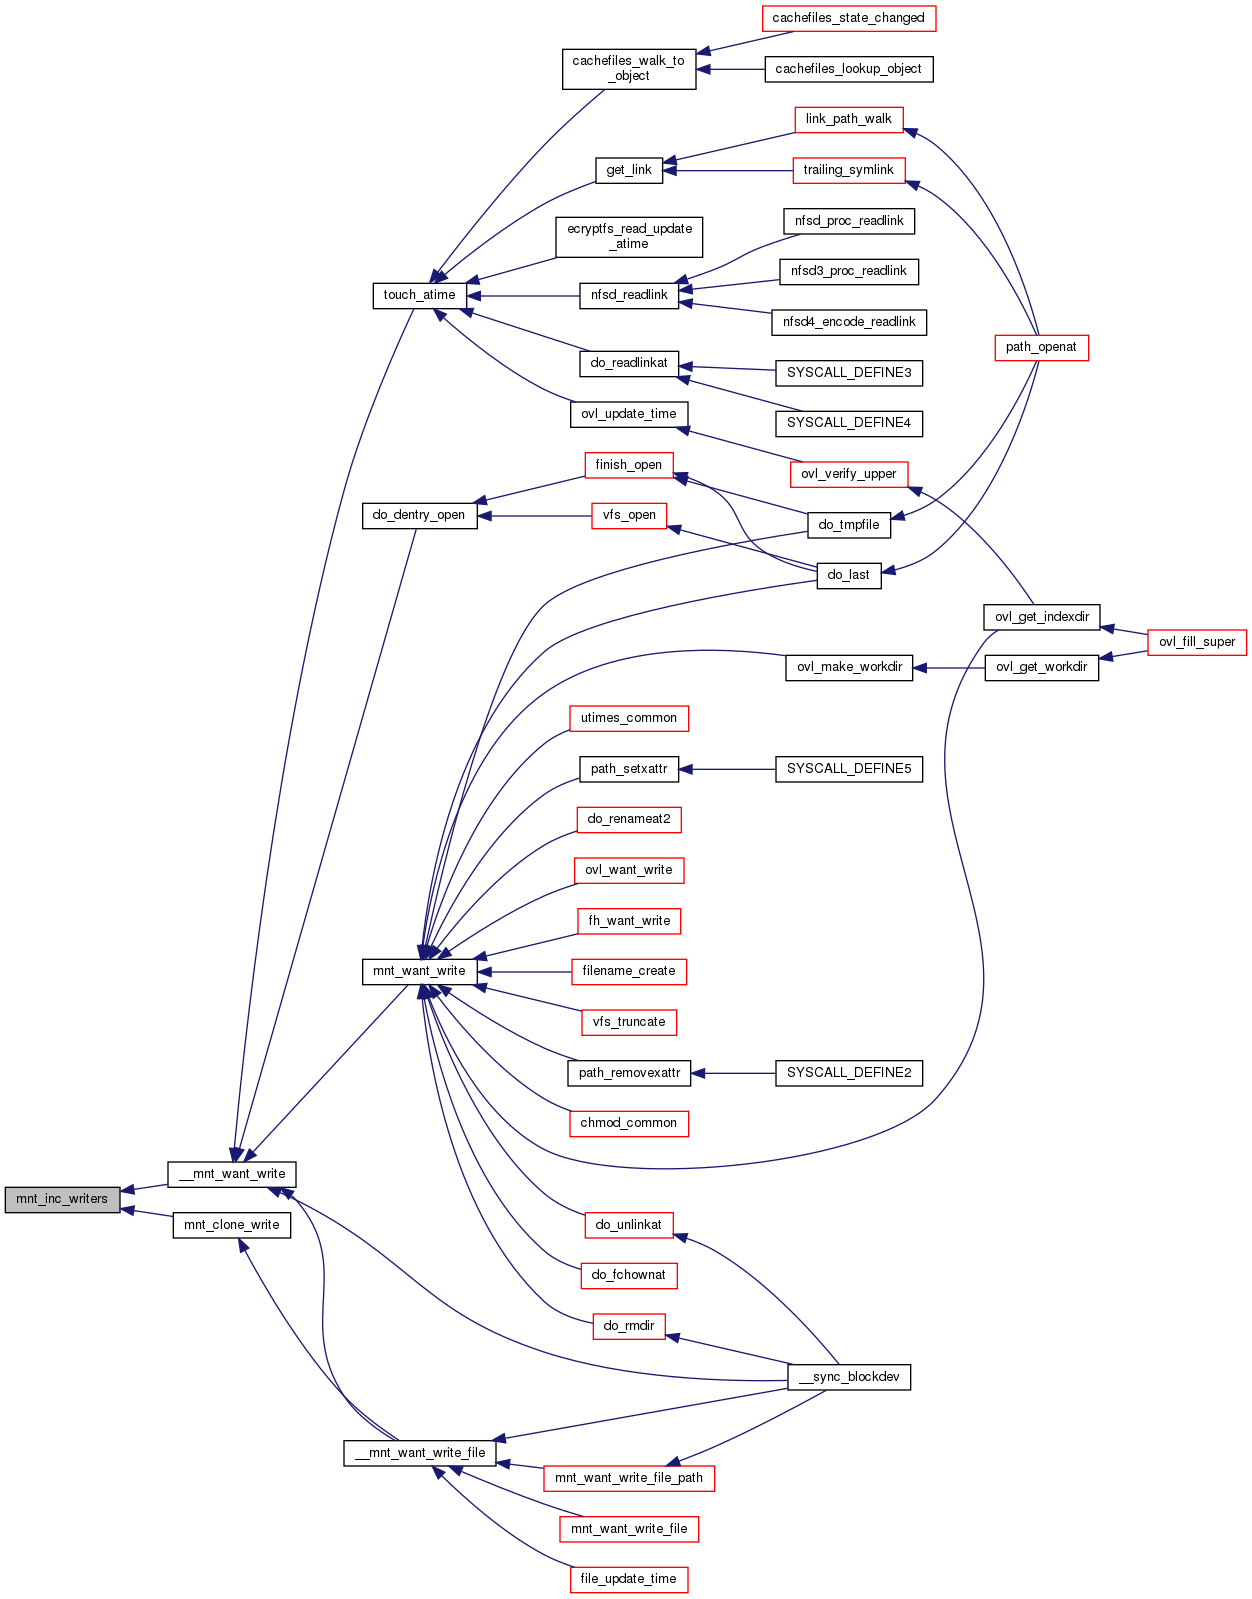 cachefiles_state_changed
cachefiles_walk_to
_object
cachefiles_lookup_object
link_path_walk
get_link
trailing_symlink
nfsd_proc_readlink
ecryptfs_read_update
_atime
nfsd3_proc_readlink
touch_atime
nfsd_readlink
nfsd4_encode_readlink
path_openat
do_readlinkat
SYSCALL_DEFINE3
ovl_update_time
SYSCALL_DEFINE4
finish_open
ovl_verify_upper
do_dentry_open
vfs_open
do_tmpfile
do_last
ovl_get_indexdir
ovl_fill_super
ovl_make_workdir
ovl_get_workdir
utimes_common
path_setxattr
SYSCALL_DEFINE5
do_renameat2
ovl_want_write
fh_want_write
mnt_want_write
filename_create
vfs_truncate
path_removexattr
SYSCALL_DEFINE2
chmod_common
__mnt_want_write
mnt_inc_writers
mnt_clone_write
do_unlinkat
do_fchownat
do_rmdir
__sync_blockdev
__mnt_want_write_file
mnt_want_write_file_path
mnt_want_write_file
file_update_time